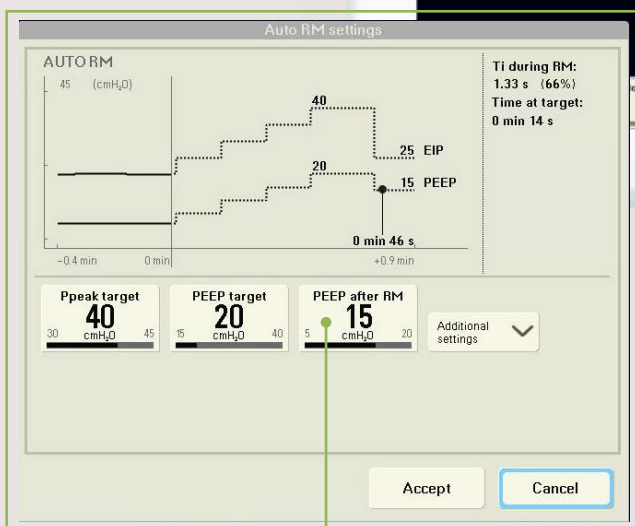 Auto RM settings
AUTO RM
45 (cmH₂O)
40
25 EIP
20
15 PEEP
0 min 46 s
-0.4 min 0 min +0.9 min
Ti during RM:
1.33 s (66%)
Time at target:
0 min 14 s
Ppeak target
40
30 cmH₂O 45
PEEP target
20
15 cmH₂O 40
PEEP after RM
15
5 cmH₂O 20
Additional
settings
Accept Cancel